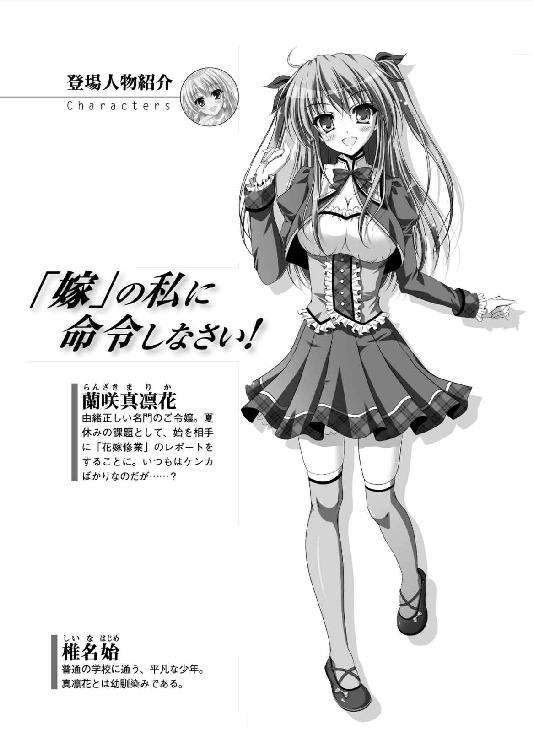 登場人物紹介
Characters
「嫁」の私に
命令しなさい!
らんざきまりか
蘭咲真凛花
由緒正しい名門のご令嬢。夏
休みの課題として、始を相手
に「花嫁修業」のレポートを
することに。いつもはケンカ
ばかりなのだが……？
しいな はじめ
椎名始
普通の学校に通う、平凡な少年。
真凛花とは幼馴染みである。